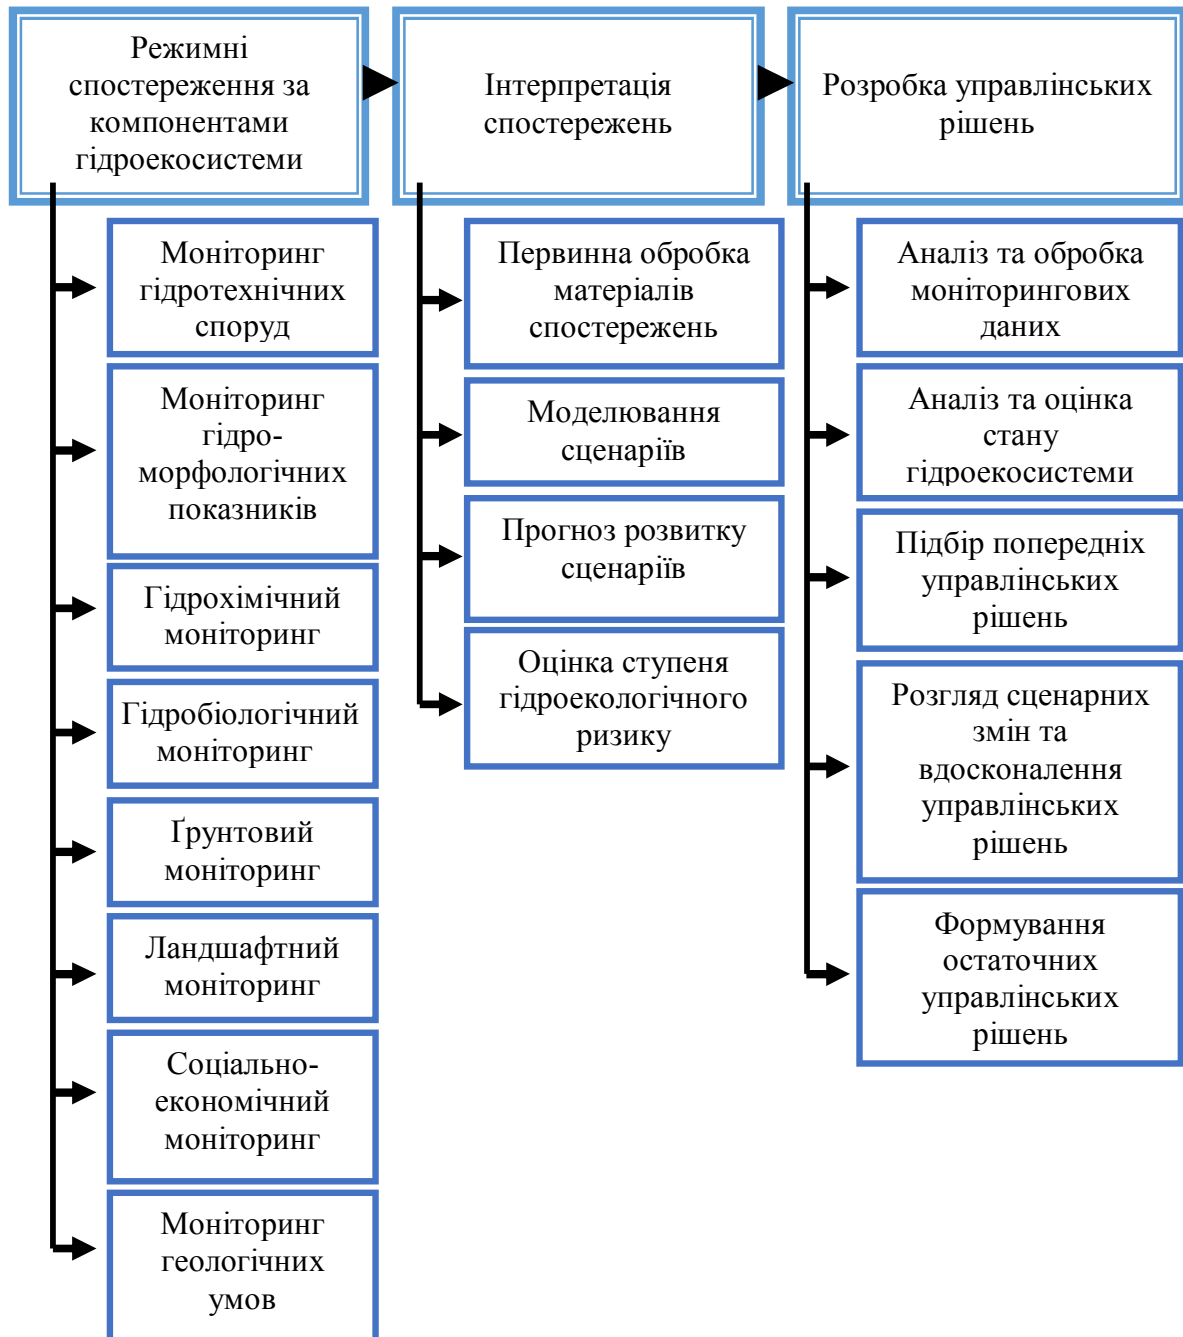 Режимні
спостереження за
компонентами
гідроекосистеми
Інтерпретація
спостережень
Розробка управлінських
рішень
Моніторинг
гідротехнічних
споруд
Моніторинг
гідро-
морфологічних
показників
Гідрохімічний
моніторинг
Гідробіологічний
моніторинг
Ґрунтовий
моніторинг
Ландшафтний
моніторинг
Соціально-
економічний
моніторинг
Моніторинг
геологічних
умов
Первинна обробка
матеріалів
спостережень
Моделювання
сценаріїв
Прогноз розвитку
сценаріїв
Оцінка ступеня
гідроекологічного
ризику
Аналіз та обробка
моніторингових
даних
Аналіз та оцінка
стану
гідроекосистеми
Підбір попередніх
управлінських
рішень
Розгляд сценарних
змін та
вдосконалення
управлінських
рішень
Формування
остаточних
управлінських
рішень